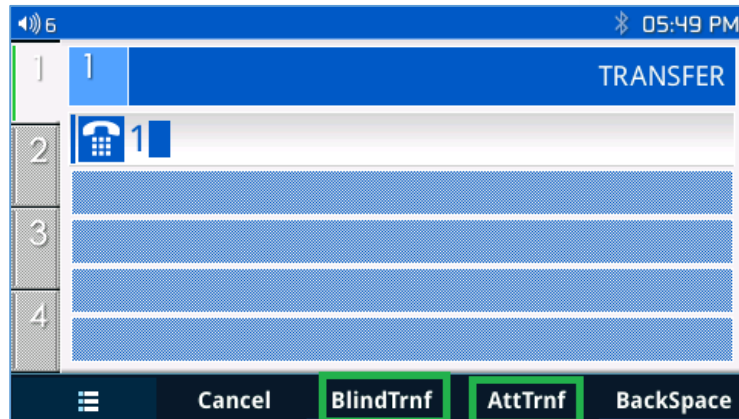 6 05:49 PM
1 1 TRANSFER
2 1
3
4
Cancel BlindTrnf AttTrnf BackSpace